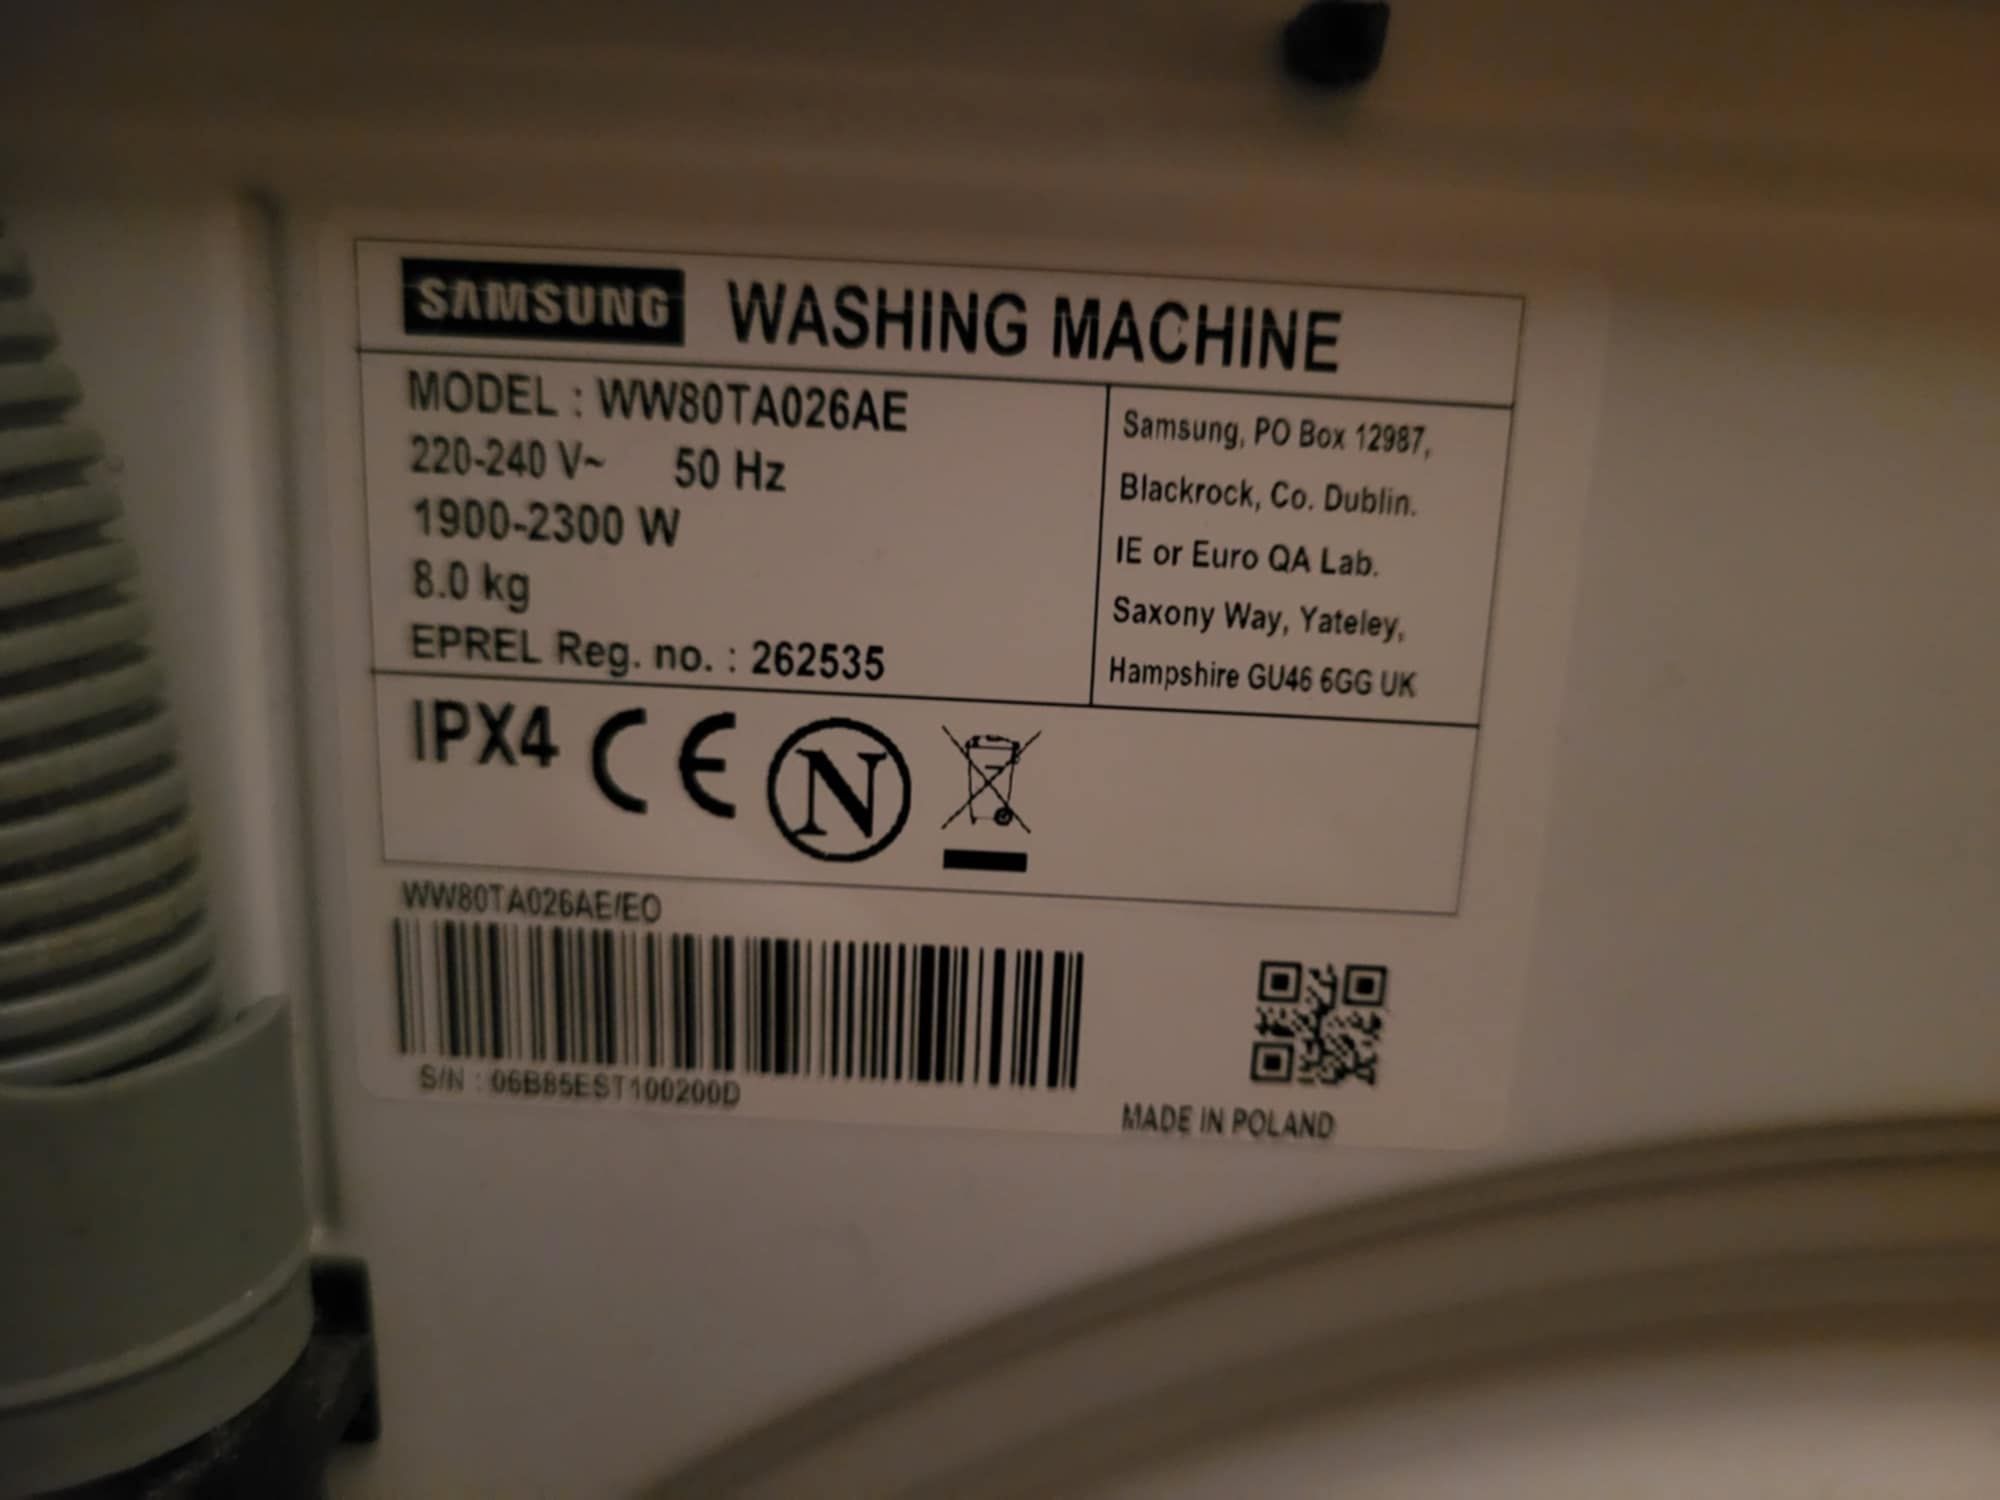 SAMSUNG WASHING MACHINE
MODEL : WW80TA026AE
220-240 V~ 50 Hz
1900-2300 W
8.0 kg
EPREL Reg. no. : 262535
Samsung, PO Box 12987,
Blackrock, Co. Dublin.
IE or Euro QA Lab.
Saxony Way, Yateley,
Hampshire GU46 6GG UK
IPX4 CE N
WW80TA026AE/EO
S/N : 06B85EST100200D
MADE IN POLAND